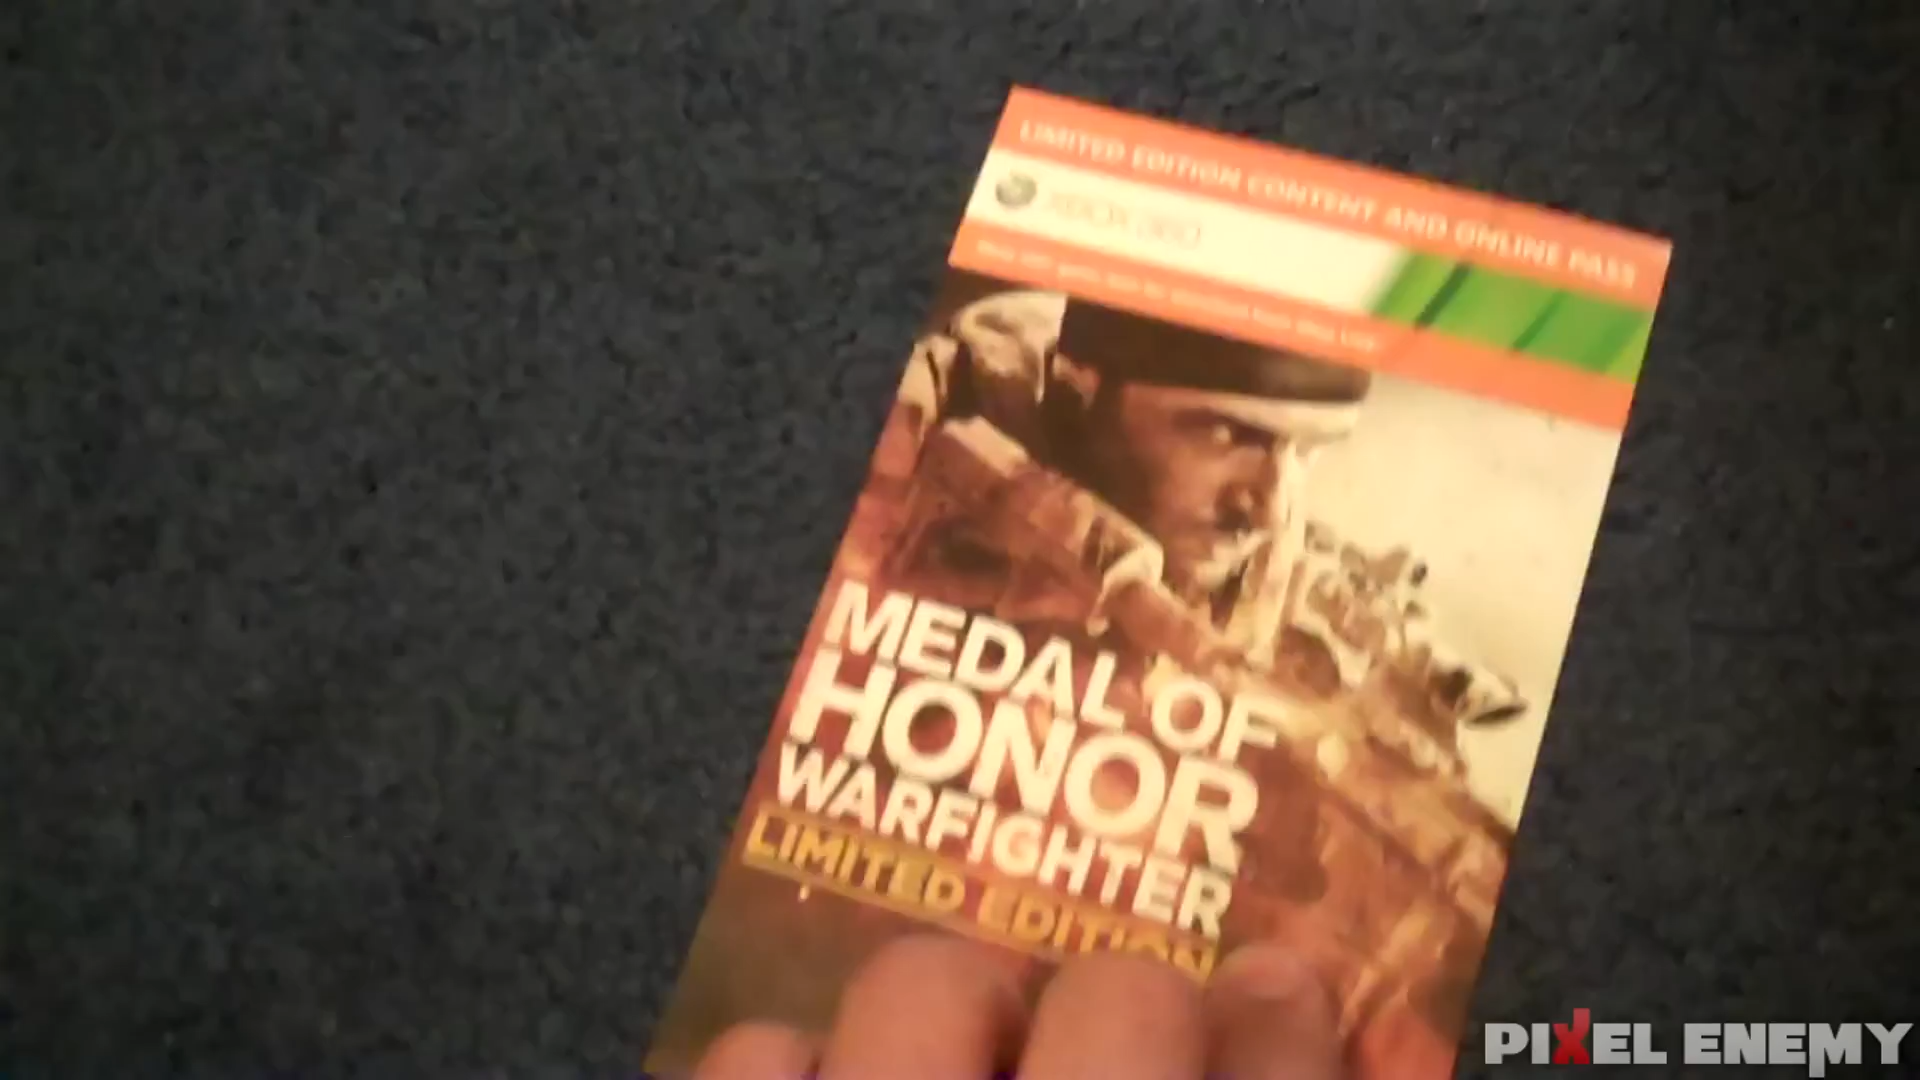 LIMITED EDITION CONTENT AND ONLINE PASS
XBOX 360
MEDAL OF
HONOR
WARFIGHTER
LIMITED EDITION
PIXEL ENEMY